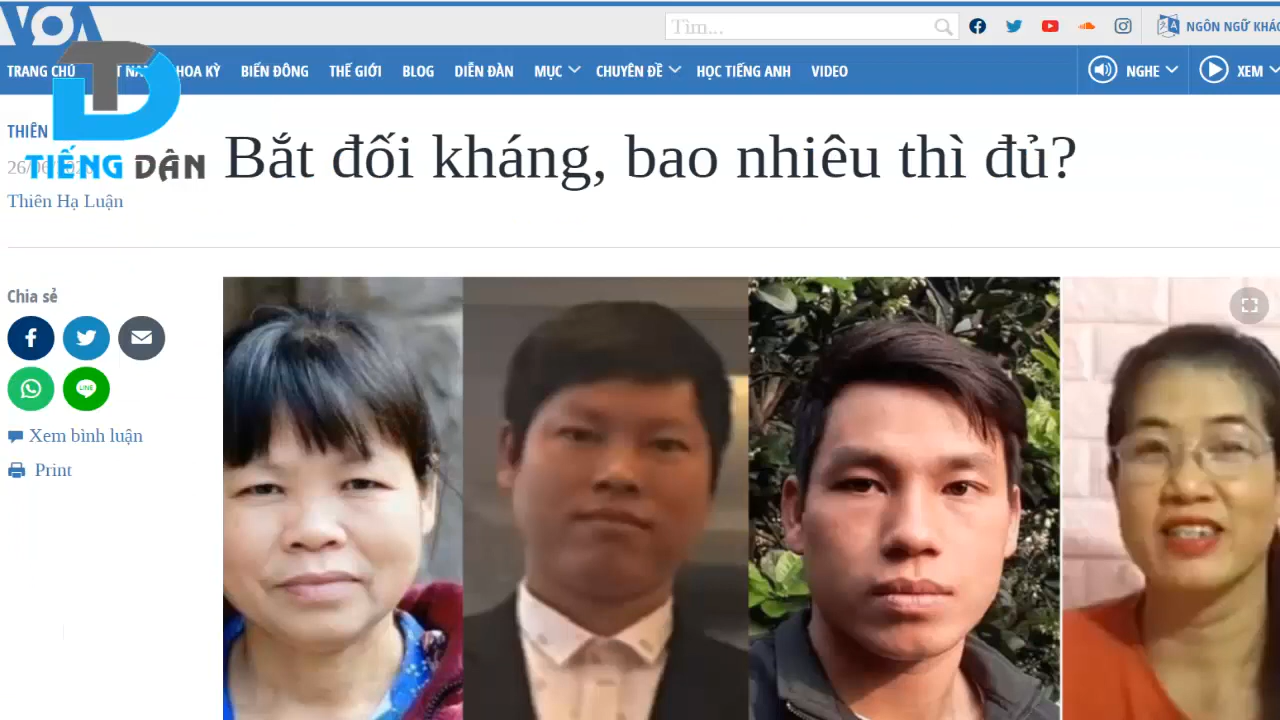 VOA
Tìm...
NGÔN NGỮ KHÁC
TRANG CHỦ
HOA KỲ BIỂN ĐÔNG THẾ GIỚI BLOG DIỄN ĐÀN MỤC CHUYÊN ĐỀ HỌC TIẾNG ANH VIDEO
NGHE XEM
TIẾNG DÂN
THIÊN
Bắt đối kháng, bao nhiêu thì đủ?
Thiên Hạ Luận
Chia sẻ
LINE
Xem bình luận
Print